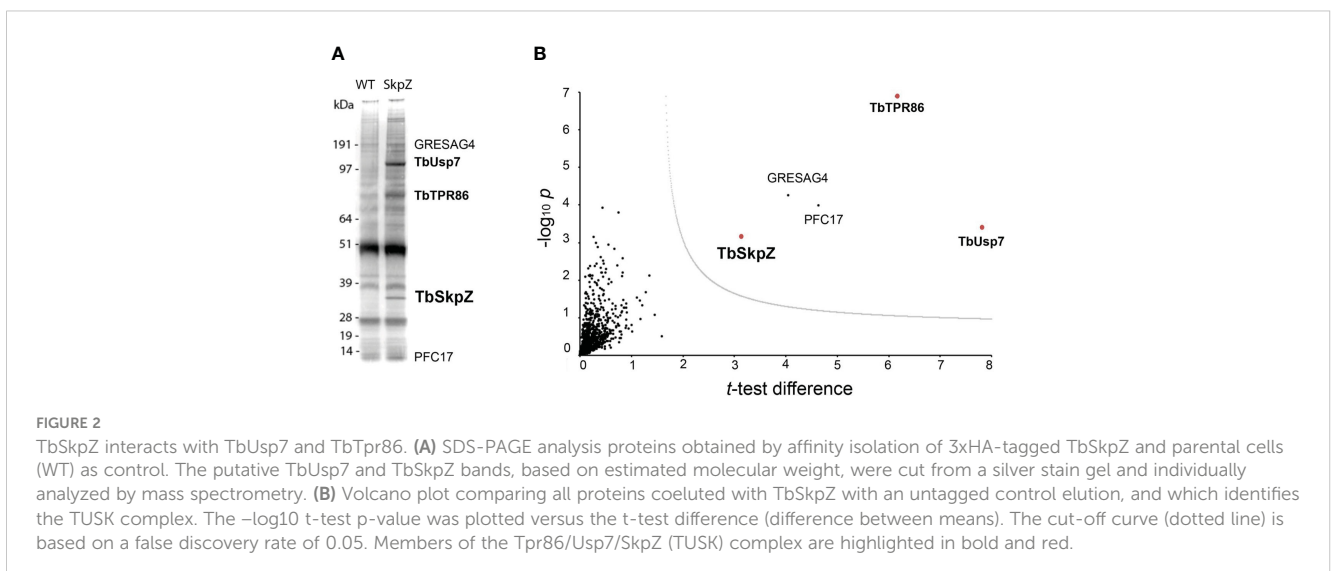 A
WT SkpZ
kDa
191 -
97 -
64 -
51 -
39 -
28 -
19 -
14 -
GRESAG4
TbUsp7
TbTPR86
TbSkpZ
PFC17
B
7
6
5
4
3
2
1
0
-log10 p
TbTPR86
GRESAG4
PFC17
TbSkpZ
TbUsp7
0 1 2 3 4 5 6 7 8
t-test difference
FIGURE 2
TbSkpZ interacts with TbUsp7 and TbTpr86. (A) SDS-PAGE analysis proteins obtained by affinity isolation of 3xHA-tagged TbSkpZ and parental cells
(WT) as control. The putative TbUsp7 and TbSkpZ bands, based on estimated molecular weight, were cut from a silver stain gel and individually
analyzed by mass spectrometry. (B) Volcano plot comparing all proteins coeluted with TbSkpZ with an untagged control elution, and which identifies
the TUSK complex. The –log10 t-test p-value was plotted versus the t-test difference (difference between means). The cut-off curve (dotted line) is
based on a false discovery rate of 0.05. Members of the Tpr86/Usp7/SkpZ (TUSK) complex are highlighted in bold and red.